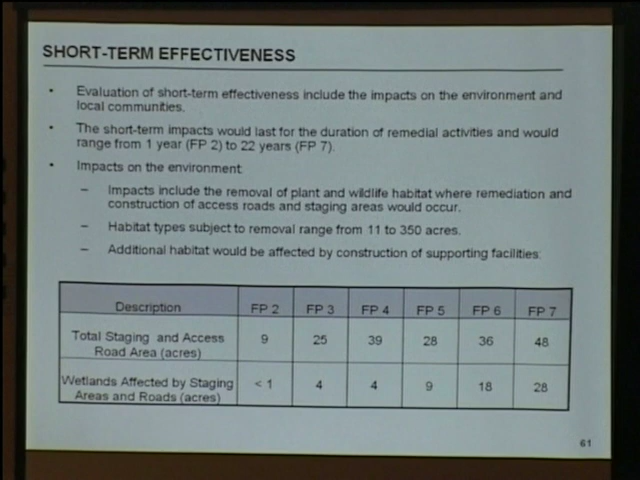 SHORT-TERM EFFECTIVENESS
• Evaluation of short-term effectiveness include the impacts on the environment and
local communities.
• The short-term impacts would last for the duration of remedial activities and would
range from 1 year (FP 2) to 22 years (FP 7).
• Impacts on the environment
– Impacts include the removal of plant and wildlife habitat where remediation and
construction of access roads and staging areas would occur.
– Habitat types subject to removal range from 11 to 350 acres.
– Additional habitat would be affected by construction of supporting facilities:
Description FP 2 FP 3 FP 4 FP 5 FP 6 FP 7
Total Staging and Access
Road Area (acres) 9 25 39 28 36 48
Wetlands Affected by Staging
Areas and Roads (acres) < 1 4 4 9 18 28
61